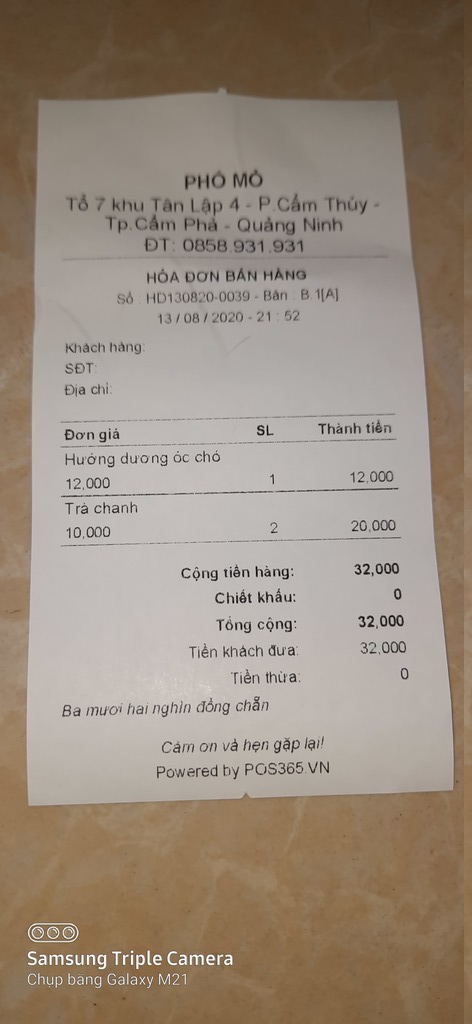 PHỐ MỎ
Tổ 7 khu Tân Lập 4 - P.Cẩm Thủy -
Tp.Cẩm Phả - Quảng Ninh
ĐT: 0858.931.931
HÓA ĐƠN BÁN HÀNG
Số : HD130820-0039 - Bàn : B.1[A]
13 / 08 / 2020 - 21 : 52
Khách hàng:
SĐT:
Địa chỉ:
Đơn giá SL Thành tiền
Hướng dương óc chó
12,000 1 12,000
Trà chanh
10,000 2 20,000
Cộng tiền hàng: 32,000
Chiết khấu: 0
Tổng cộng: 32,000
Tiền khách đưa: 32,000
Tiền thừa: 0
Ba mươi hai nghìn đồng chẵn
Cảm ơn và hẹn gặp lại!
Powered by POS365.VN
Samsung Triple Camera
Chụp bằng Galaxy M21